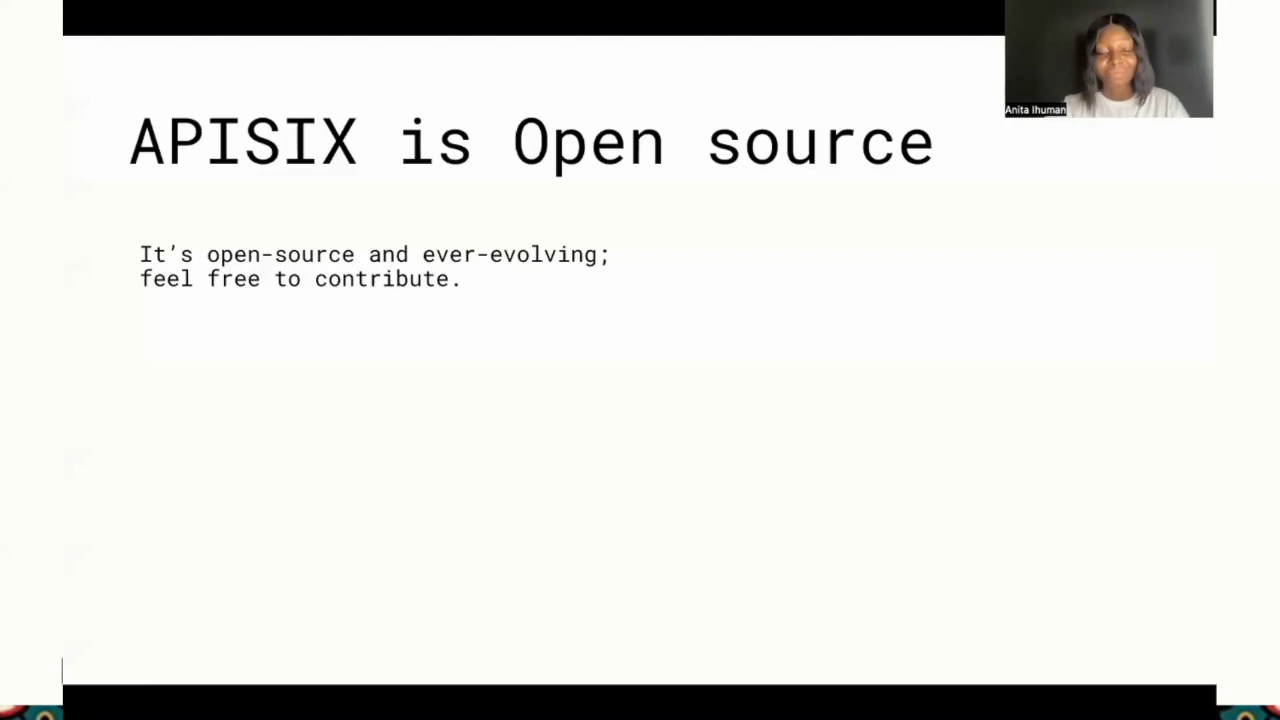 APISIX is Open source
Anita Ihuman
It’s open-source and ever-evolving;
feel free to contribute.